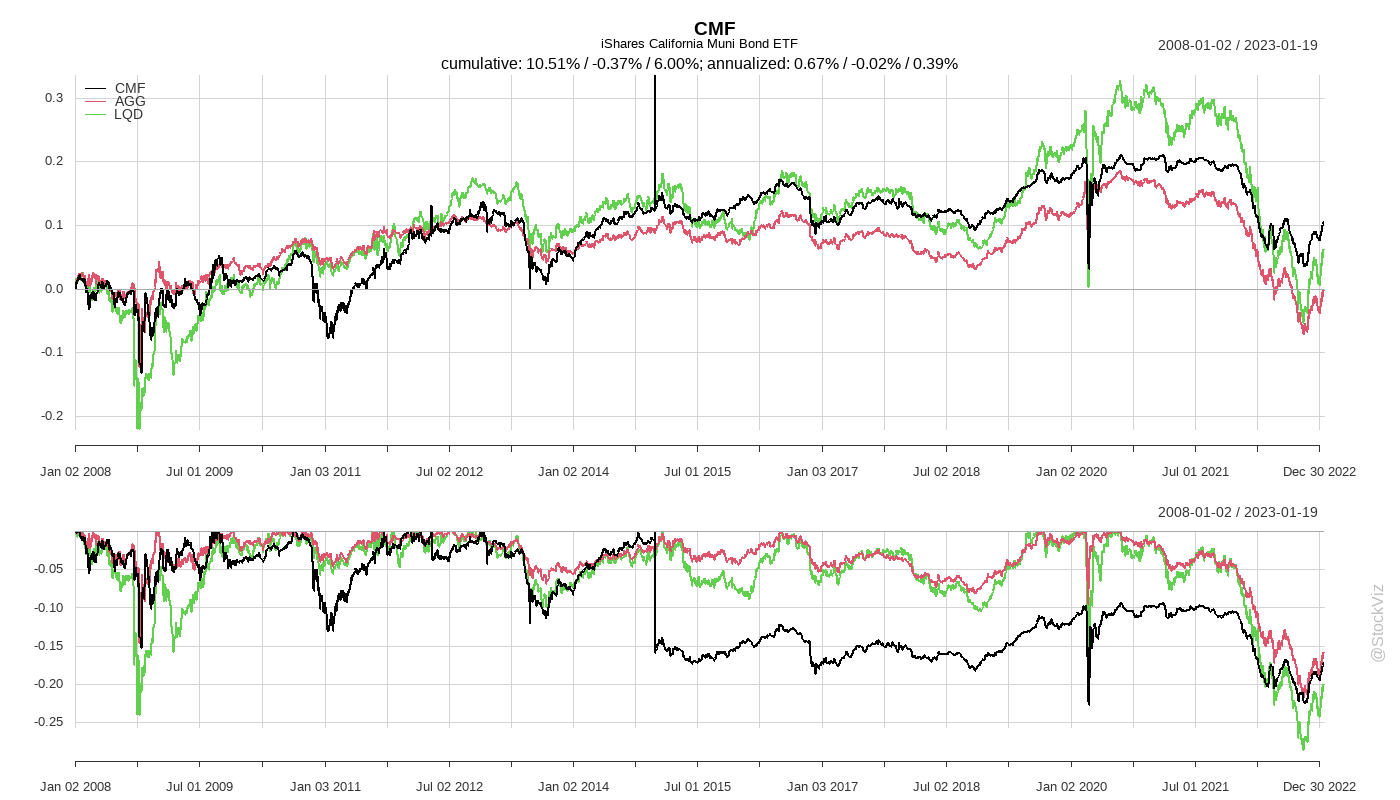 CMF
iShares California Muni Bond ETF
2008-01-02 / 2023-01-19
cumulative: 10.51% / -0.37% / 6.00%; annualized: 0.67% / -0.02% / 0.39%
CMF
AGG
LQD
0.3
0.2
0.1
0.0
-0.1
-0.2
Jan 02 2008 Jul 01 2009 Jan 03 2011 Jul 02 2012 Jan 02 2014 Jul 01 2015 Jan 03 2017 Jul 02 2018 Jan 02 2020 Jul 01 2021 Dec 30 2022
2008-01-02 / 2023-01-19
-0.05
-0.10
-0.15
-0.20
-0.25
Jan 02 2008 Jul 01 2009 Jan 03 2011 Jul 02 2012 Jan 02 2014 Jul 01 2015 Jan 03 2017 Jul 02 2018 Jan 02 2020 Jul 01 2021 Dec 30 2022
@StockViz